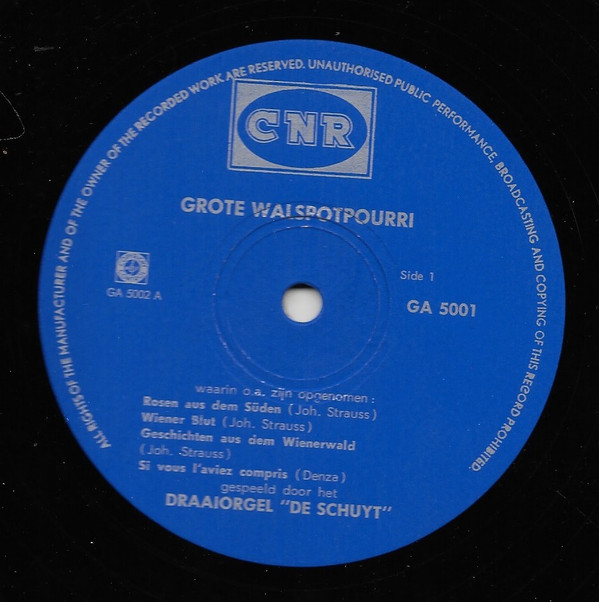 ALL RIGHTS OF THE MANUFACTURER AND OF THE OWNER OF THE RECORDED WORK ARE RESERVED. UNAUTHORISED PUBLIC PERFORMANCE, BROADCASTING AND COPYING OF THIS RECORD PROHIBITED.
CNR
GROTE WALSPOTPOURRI
Side 1
GA 5002 A
GA 5001
waarin o.a. zijn opgenomen:
Rosen aus dem Süden (Joh. Strauss)
Wiener Blut (Joh. Strauss)
Geschichten aus dem Wienerwald
(Joh. Strauss)
Si vous l'aviez compris (Denza)
gespeeld door het
DRAAIORGEL "DE SCHUYT"